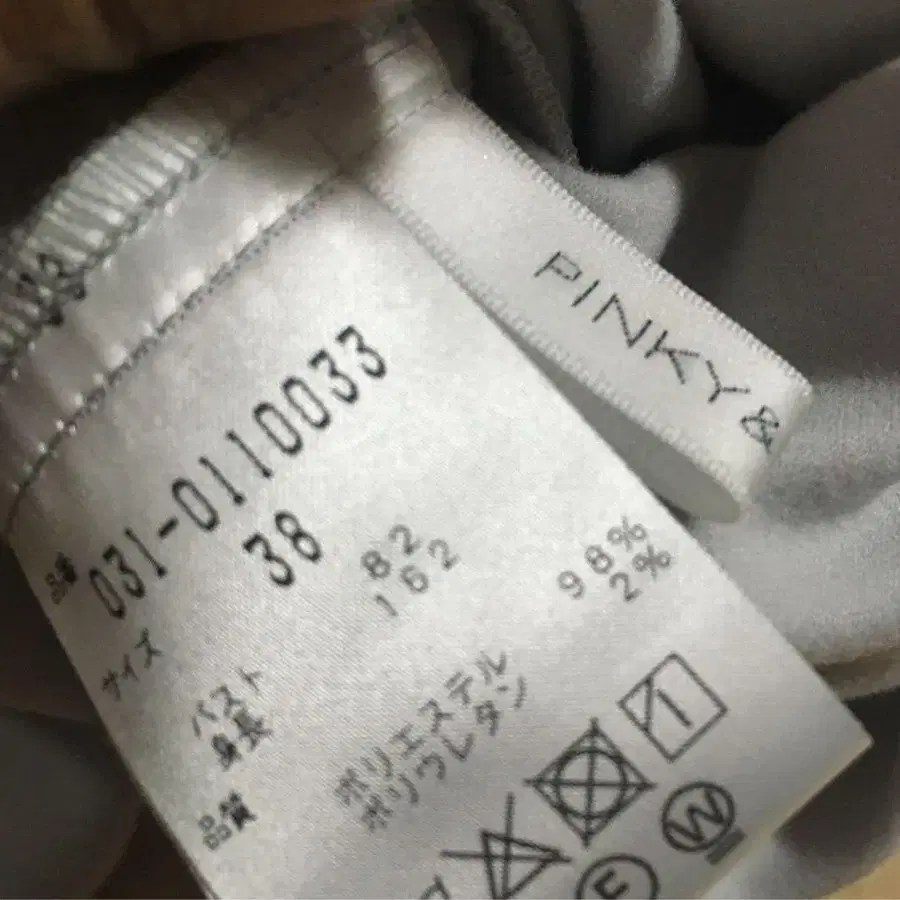 PINKY &
品番 031-0110033
サイズ 38
バスト 82
身長 162
品質 ポリエステル 98%
ポリウレタン 2%
W
F